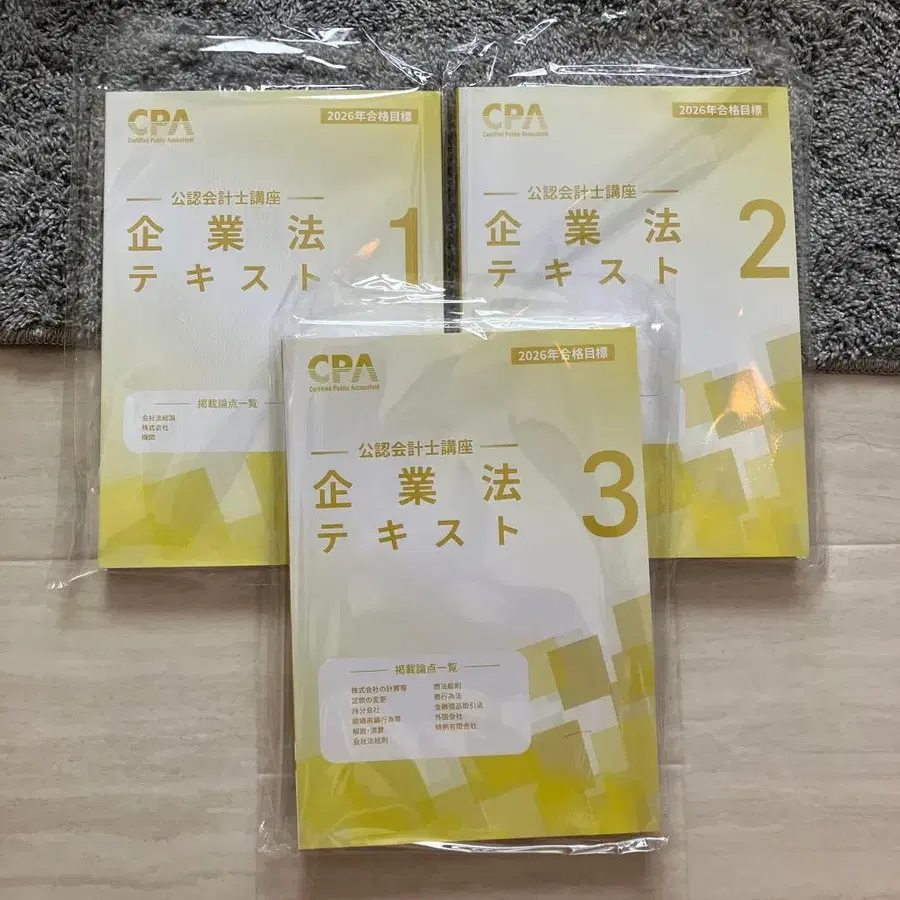 CPA
Certified Public Accountant
2026年合格目標
公認会計士講座
企業法
テキスト
1
掲載論点一覧
会社法総論
株式会社
機関
CPA
Certified Public Accountant
2026年合格目標
公認会計士講座
企業法
テキスト
2
CPA
Certified Public Accountant
2026年合格目標
公認会計士講座
企業法
テキスト
3
掲載論点一覧
株式会社の計算等
定款の変更
持分会社
組織再編行為等
解散・清算
会社法総則
商法総則
商行為法
金融商品取引法
外国会社
特例有限会社